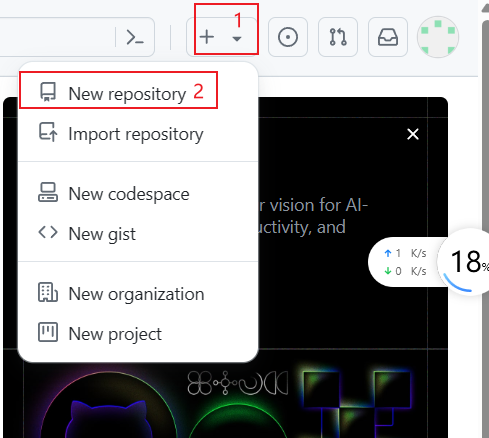 1
New repository 2
Import repository
New codespace
r vision for AI-
New gist
uctivity, and
1 K/s
0 K/s
18%
New organization
New project